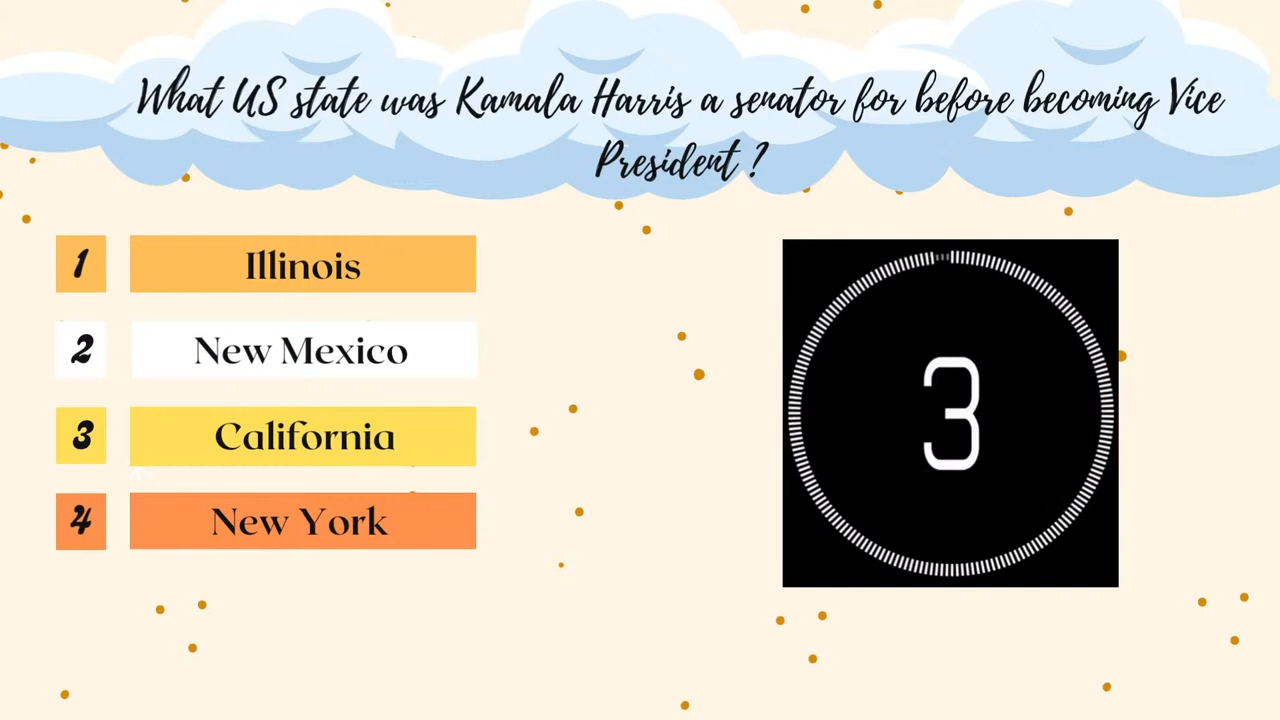 What US state was Kamala Harris a senator for before becoming Vice
President ?
1 Illinois
2 New Mexico
3 California
4 New York
3